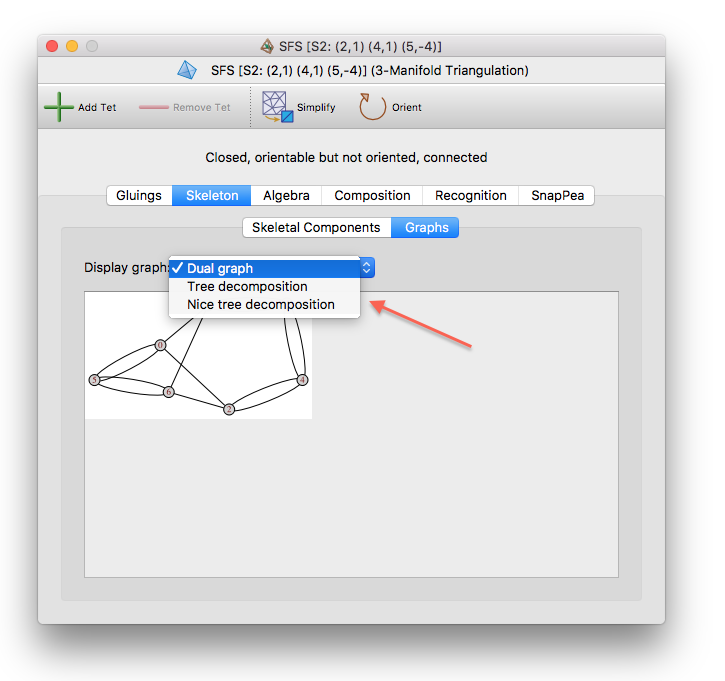 SFS [S2: (2,1) (4,1) (5,-4)]
SFS [S2: (2,1) (4,1) (5,-4)] (3-Manifold Triangulation)
Add Tet Remove Tet Simplify Orient
Closed, orientable but not oriented, connected
Gluings Skeleton Algebra Composition Recognition SnapPea
Skeletal Components Graphs
Display graph: ✓ Dual graph
Tree decomposition
Nice tree decomposition
0
5 4
6
2